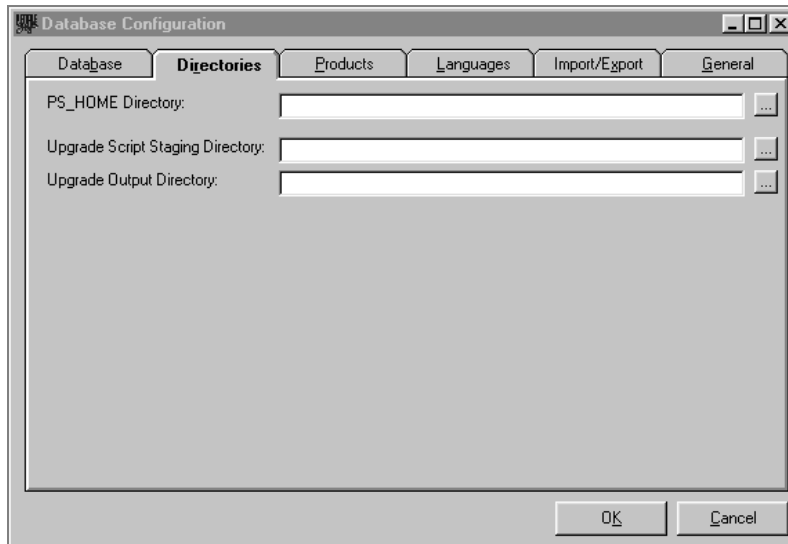 Database Configuration
Database Directories Products Languages Import/Export General
PS_HOME Directory: ...
Upgrade Script Staging Directory: ...
Upgrade Output Directory: ...
OK Cancel